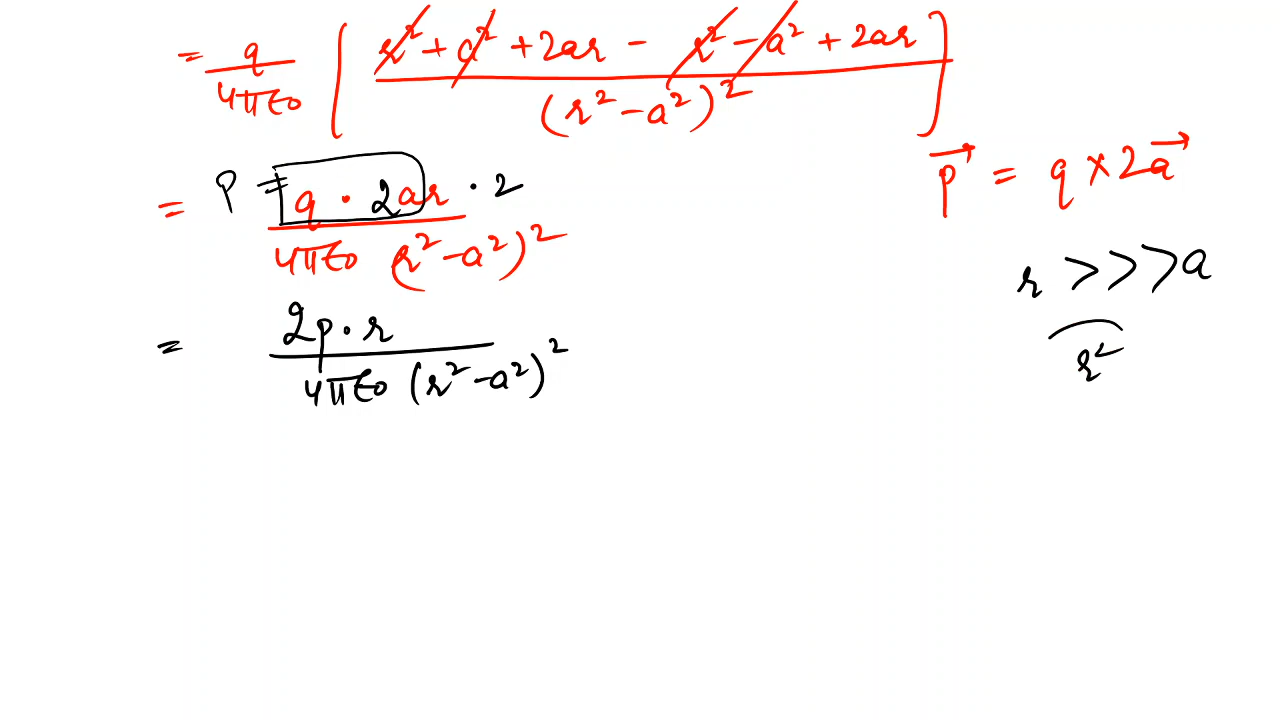 = q/4πε0 [ (r² + a² + 2ar − r² − a² + 2ar)/(r² − a²)² ]
p⃗ = q × 2a⃗
P = q · 2ar · 2
= 4πε0 (r² − a²)²
r >>> a
r²
= 2p · r / 4πε0 (r² − a²)²